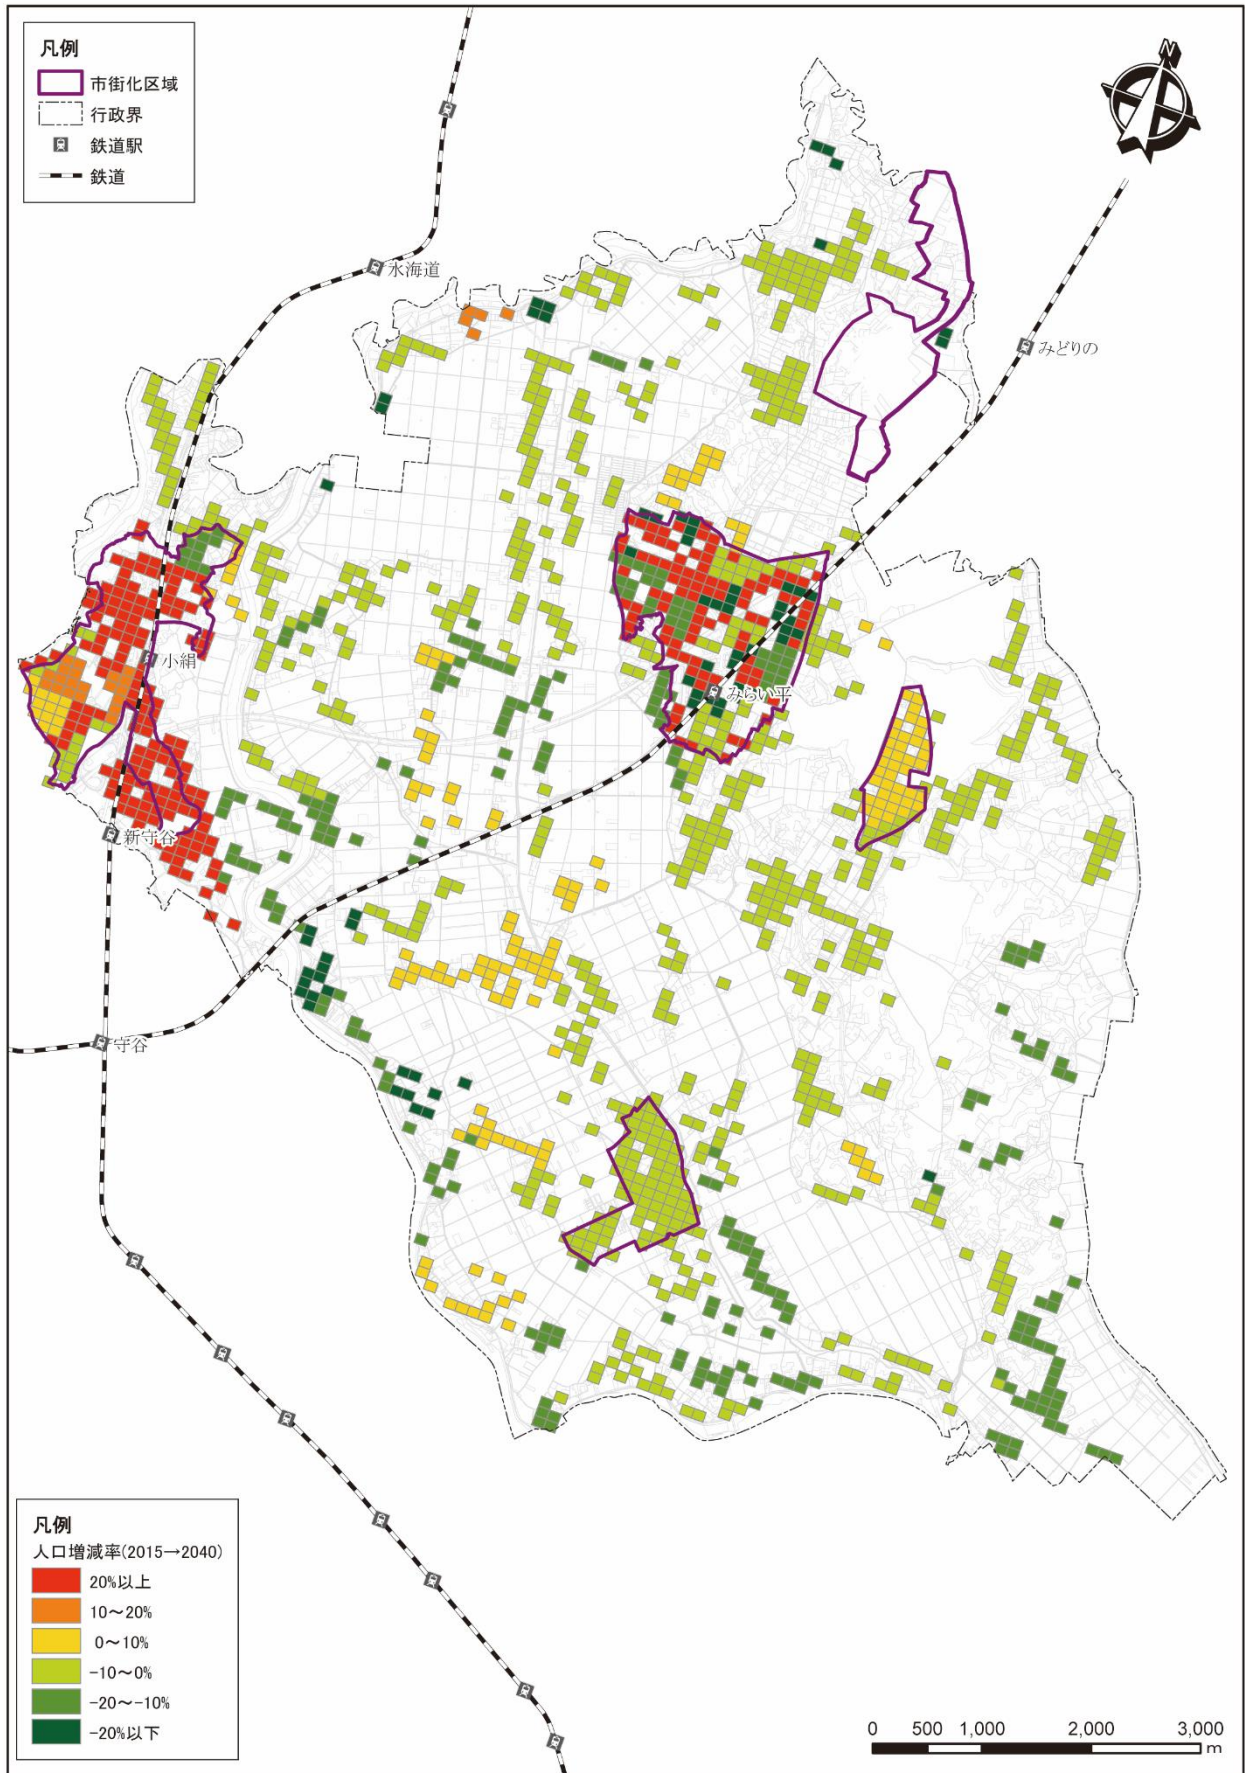 凡例
市街化区域
行政界
鉄道駅
鉄道
N
水海道
みどりの
小絹
みらい平
新守谷
守谷
凡例
人口増減率(2015→2040)
20%以上
10～20%
0～10%
-10～0%
-20～-10%
-20%以下
0 500 1,000 2,000 3,000
m